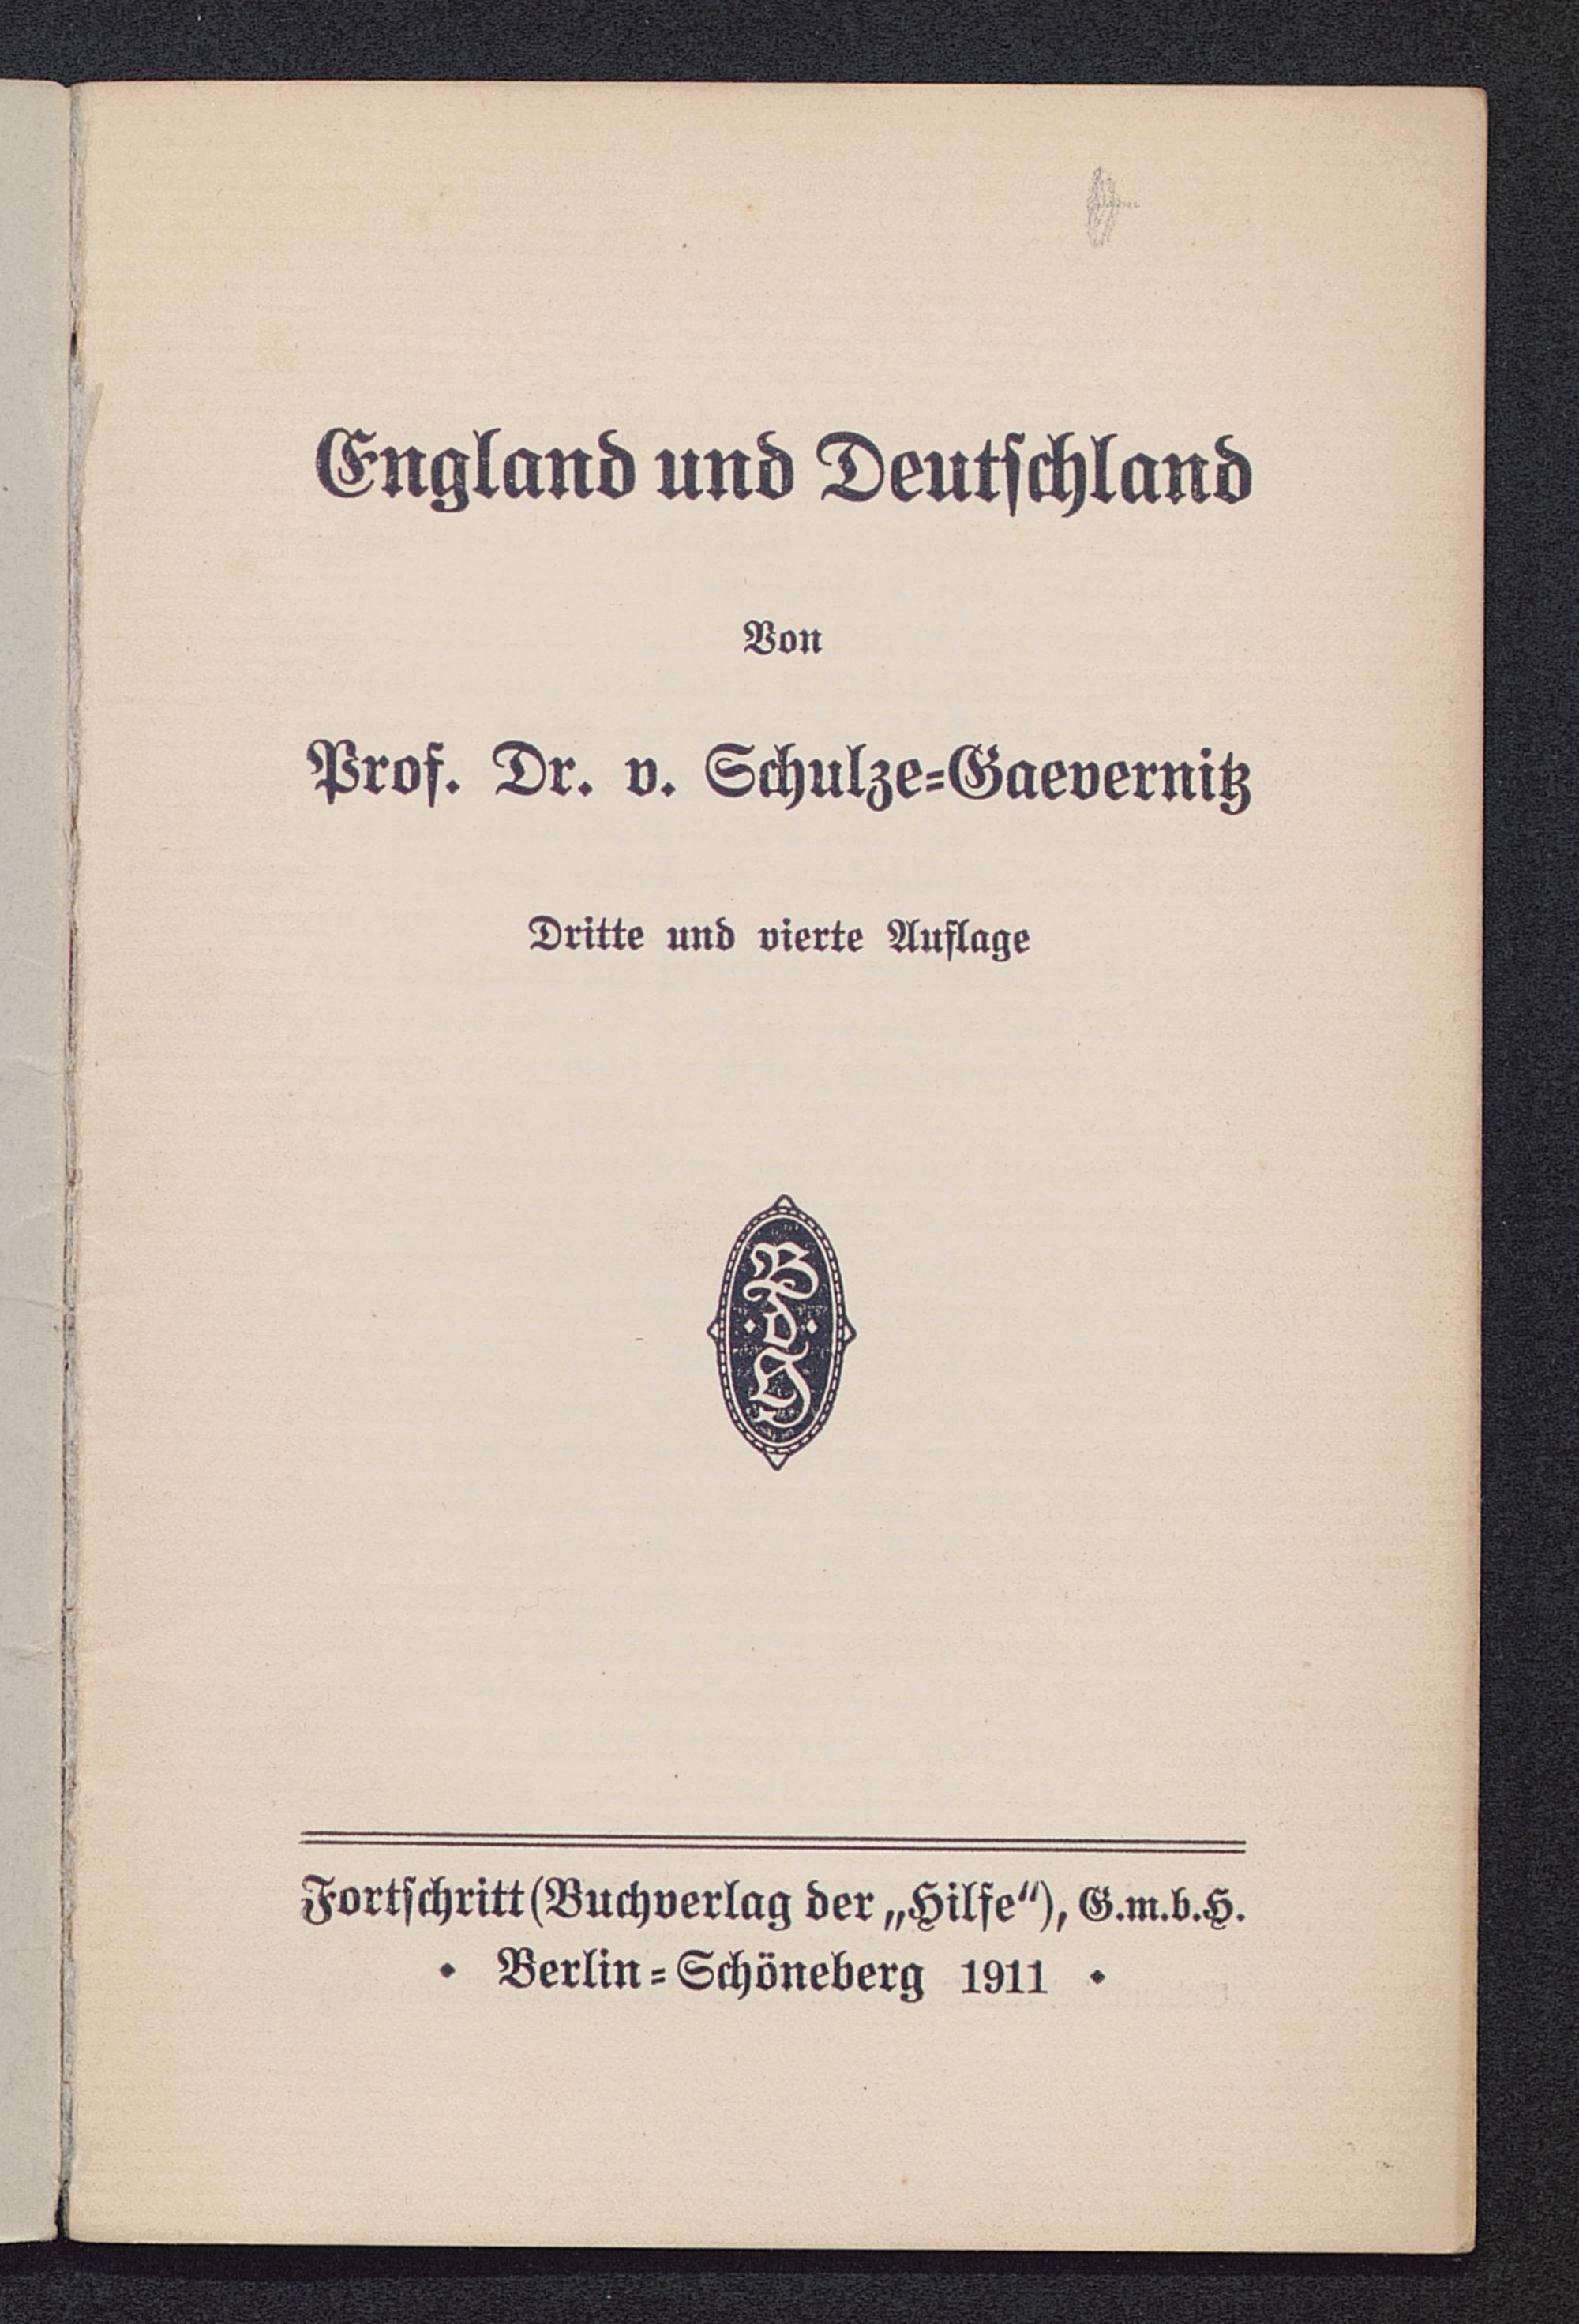 England und Deutschland
Von
Prof. Dr. v. Schulze=Gaevernitz
Dritte und vierte Auflage
B
d
H
Fortschritt (Buchverlag der „Hilfe“), G.m.b.H.
• Berlin=Schöneberg 1911 •